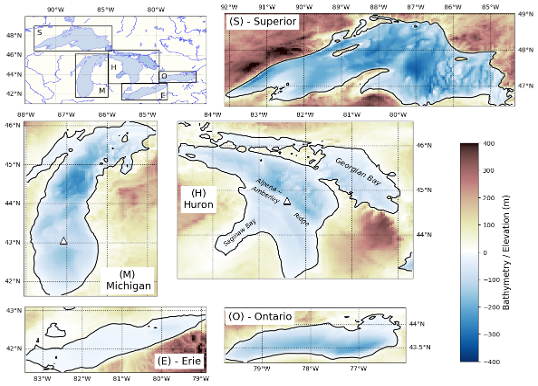 90°W 85°W 80°W
48°N
46°N
44°N
42°N
S
H
M
O
E
92°W 91°W 90°W 89°W 88°W 87°W 86°W 85°W
(S) - Superior
49°N
48°N
47°N
88°W 87°W 86°W 85°W
46°N
45°N
44°N
43°N
42°N
(M)
Michigan
84°W 83°W 82°W 81°W 80°W
(H)
Huron
Georgian Bay
Alpena –
Amberley
Ridge
Saginaw Bay
46°N
45°N
44°N
400
300
200
100
0
−100
−200
−300
−400
Bathymetry / Elevation (m)
43°N
42°N
(E) - Erie
83°W 82°W 81°W 80°W 79°W
(O) - Ontario
44°N
43.5°N
79°W 78°W 77°W